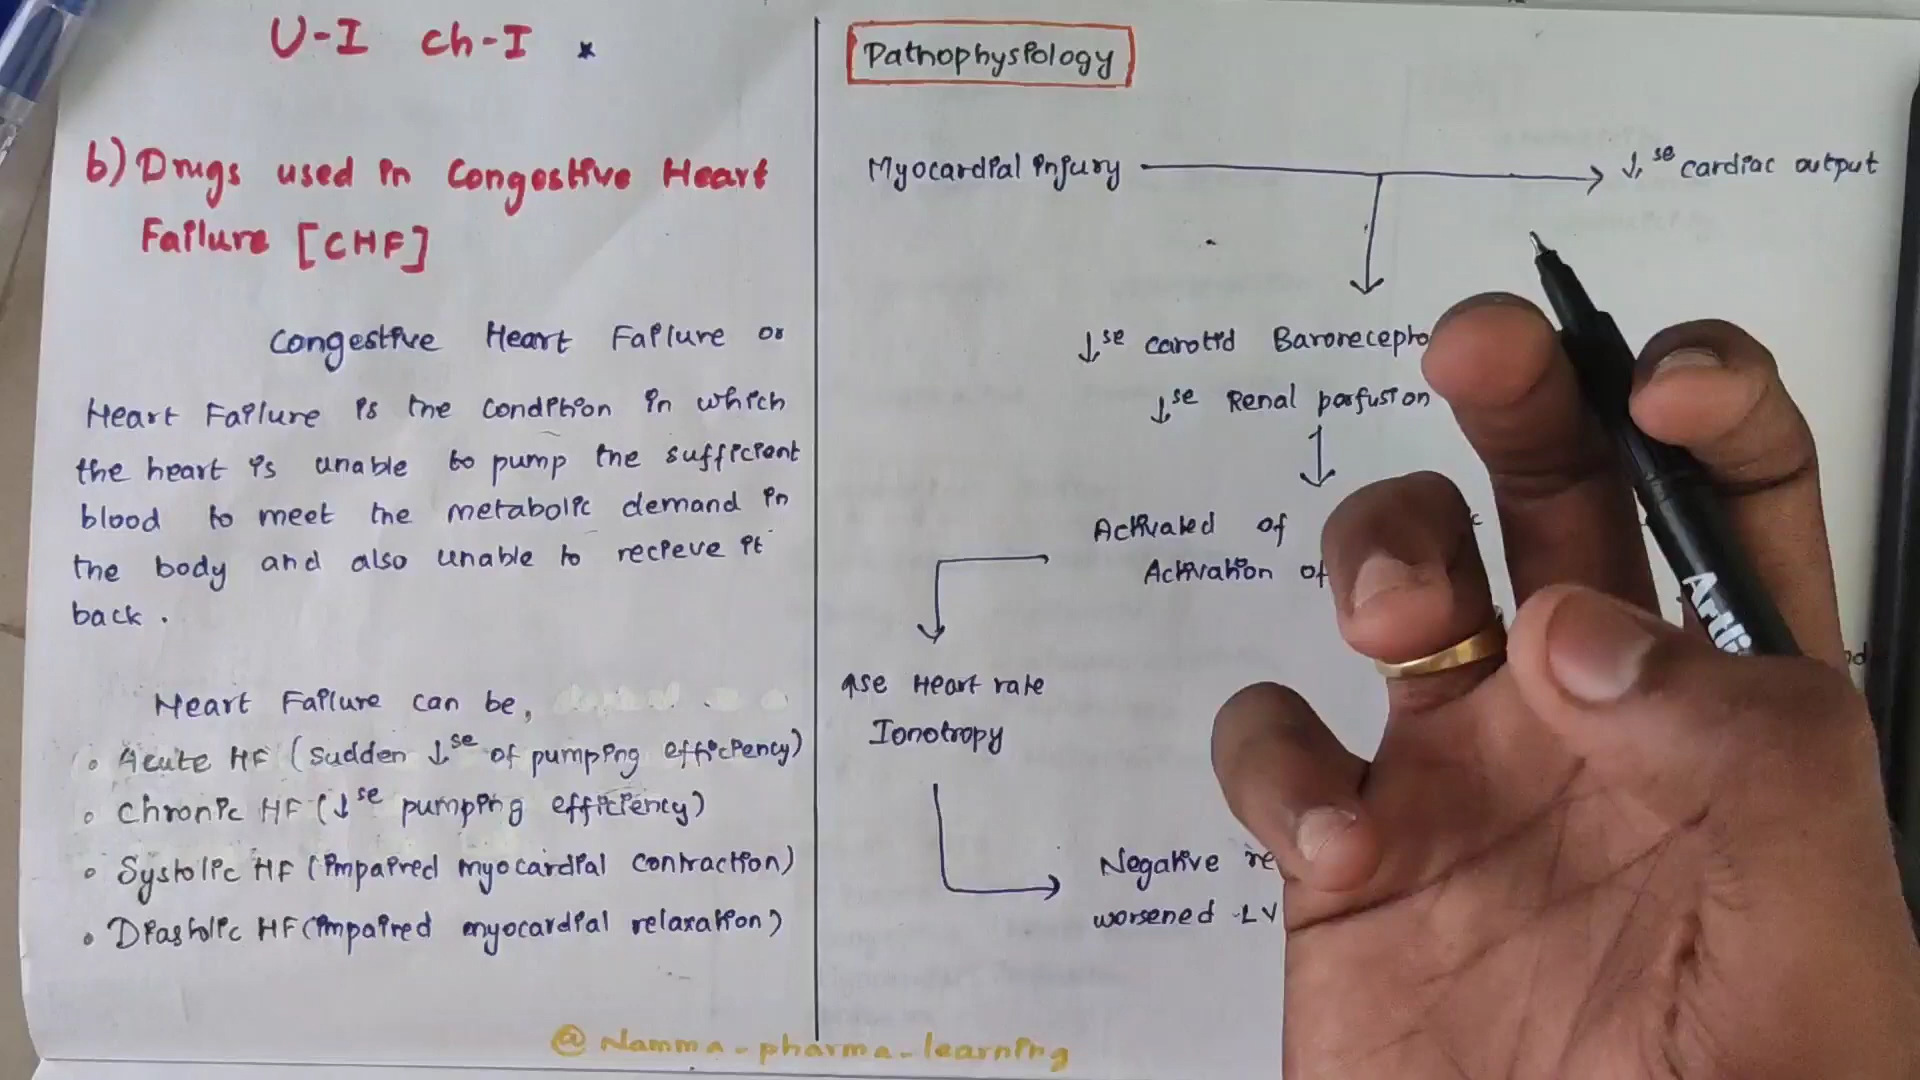 U-I Ch-I *
b) Drugs used in Congestive Heart
Failure [CHF]
Congestive Heart Failure or
Heart Failure is the condition in which
the heart is unable to pump the sufficient
blood to meet the metabolic demand in
the body and also unable to recieve it
back.
Heart Failure can be,
• Acute HF (Sudden ↓se of pumping efficiency)
• Chronic HF (↓se pumping efficiency)
• Systolic HF (impaired myocardial contraction)
• Diastolic HF (impaired myocardial relaxation)
Pathophysiology
Myocardial injury → ↓se cardiac output
↓se carotid Barorecepto
↓se Renal parfusion
Activated of
Activation of
↑se Heart rate
Ionotropy
Negative re
worsened LV
@Namma-pharma-learning
Artli